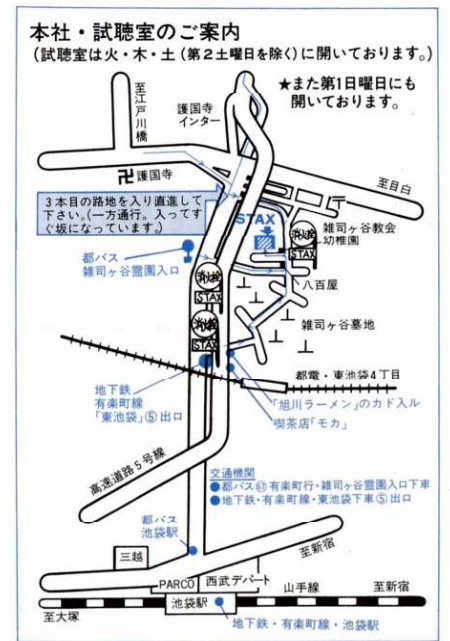 本社・試聴室のご案内
(試聴室は火・木・土(第2土曜日を除く)に開いております。)
★また第1日曜日にも
開いております。
至江戸川橋
護国寺
インター
卍護国寺
至目白
〒
3本目の路地を入り直進して
下さい。(一方通行。入ってす
ぐ坂になっています。)
STAX
雑司ヶ谷教会
幼稚園
消火栓
STAX
都バス
雑司ヶ谷霊園入口
八百屋
消火栓
STAX
雑司ヶ谷墓地
消火栓
STAX
都電・東池袋4丁目
地下鉄
有楽町線
「東池袋」⑤出口
「旭川ラーメン」のカド入ル
喫茶店「モカ」
高速道路5号線
交通機関
●都バス㊿有楽町行・雑司ヶ谷霊園入口下車
●地下鉄・有楽町線・東池袋下車⑤出口
都バス
池袋駅
三越
至新宿
PARCO
西武デパート
山手線
至新宿
池袋駅
至大塚
地下鉄・有楽町線・池袋駅